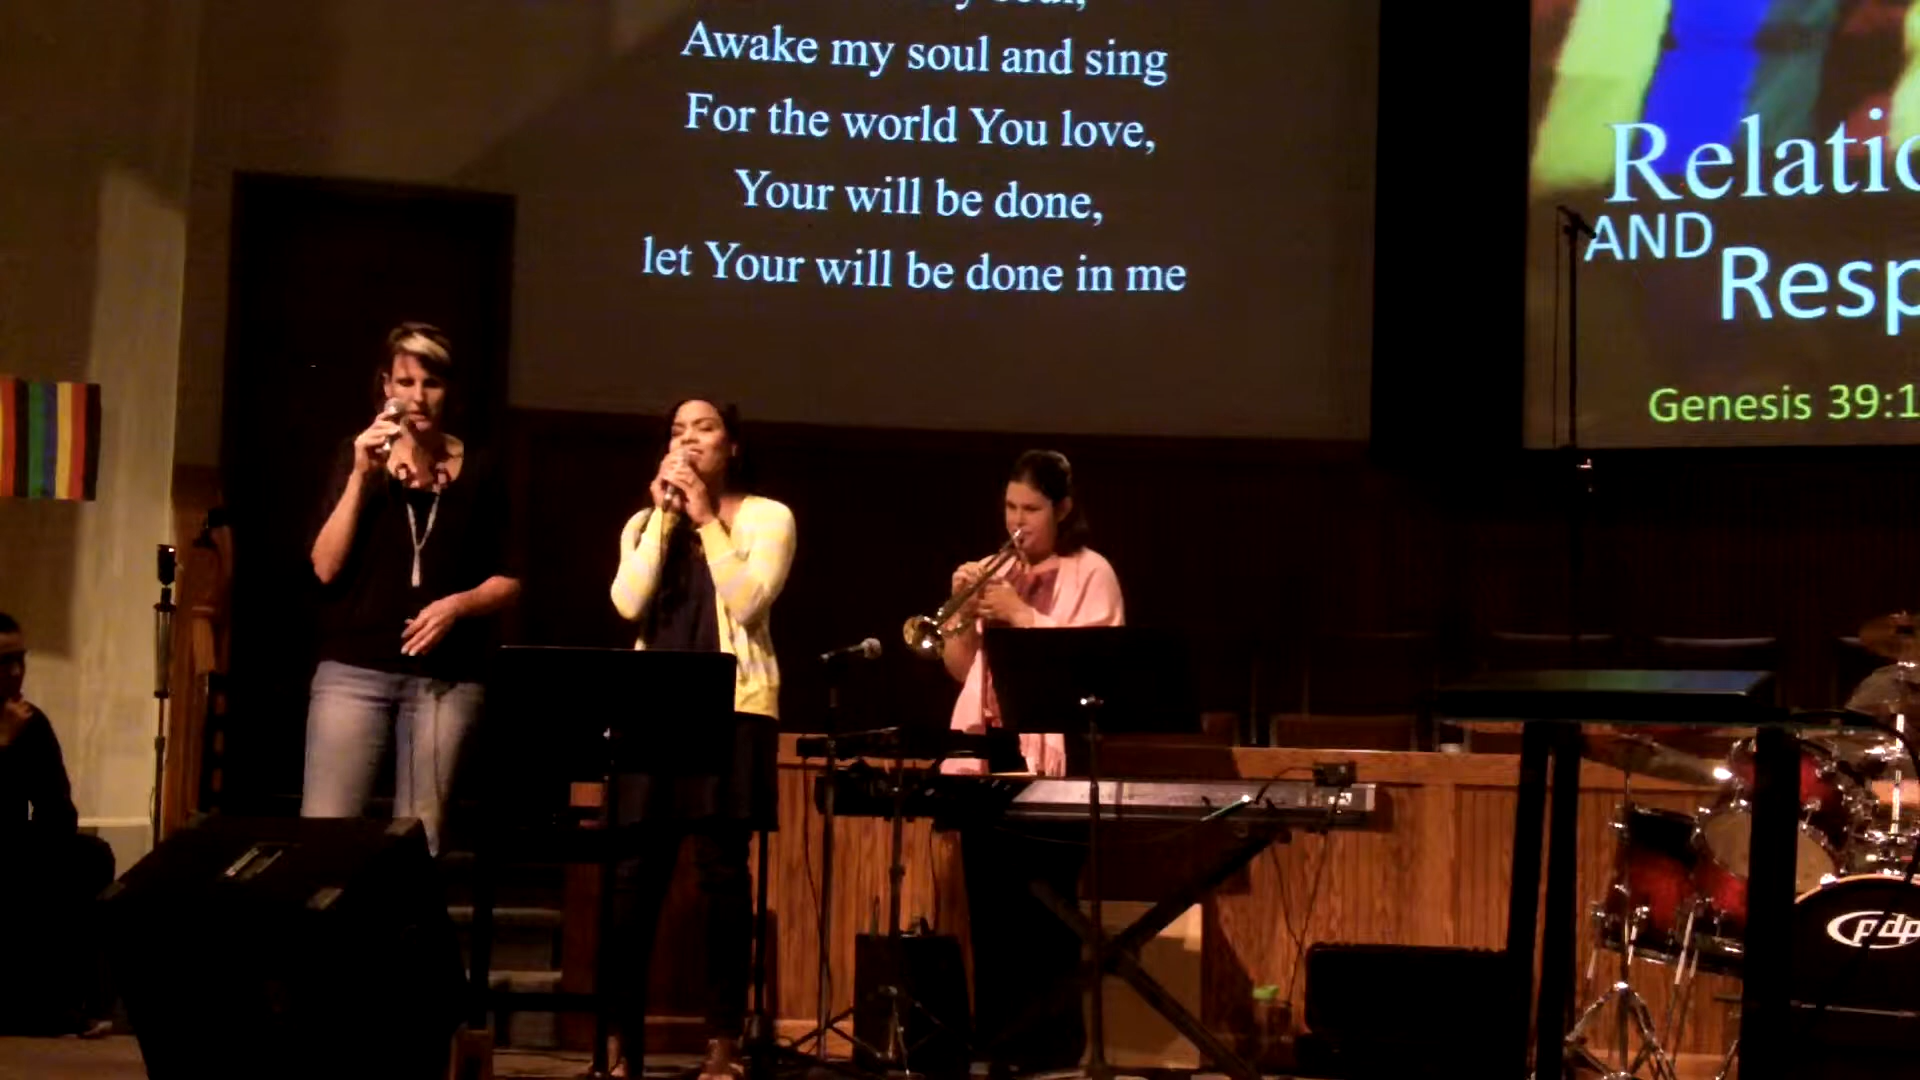 soul,
Awake my soul and sing
For the world You love,
Your will be done,
let Your will be done in me
Relatio
AND
Resp
Genesis 39:1
pdp